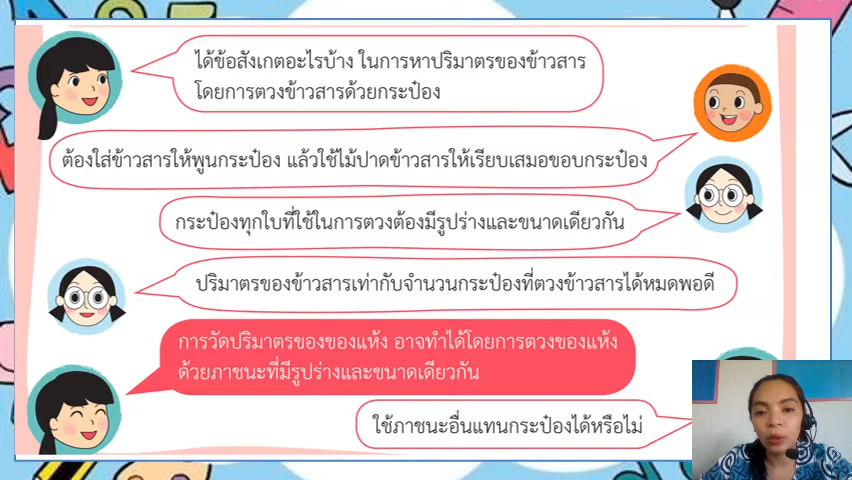 ได้ข้อสังเกตอะไรบ้าง ในการหาปริมาตรของข้าวสาร
โดยการตวงข้าวสารด้วยกระป๋อง
ต้องใส่ข้าวสารให้พูนกระป๋อง แล้วใช้ไม้ปาดข้าวสารให้เรียบเสมอขอบกระป๋อง
กระป๋องทุกใบที่ใช้ในการตวงต้องมีรูปร่างและขนาดเดียวกัน
ปริมาตรของข้าวสารเท่ากับจำนวนกระป๋องที่ตวงข้าวสารได้หมดพอดี
การวัดปริมาตรของของแห้ง อาจทำได้โดยการตวงของแห้ง
ด้วยภาชนะที่มีรูปร่างและขนาดเดียวกัน
ใช้ภาชนะอื่นแทนกระป๋องได้หรือไม่